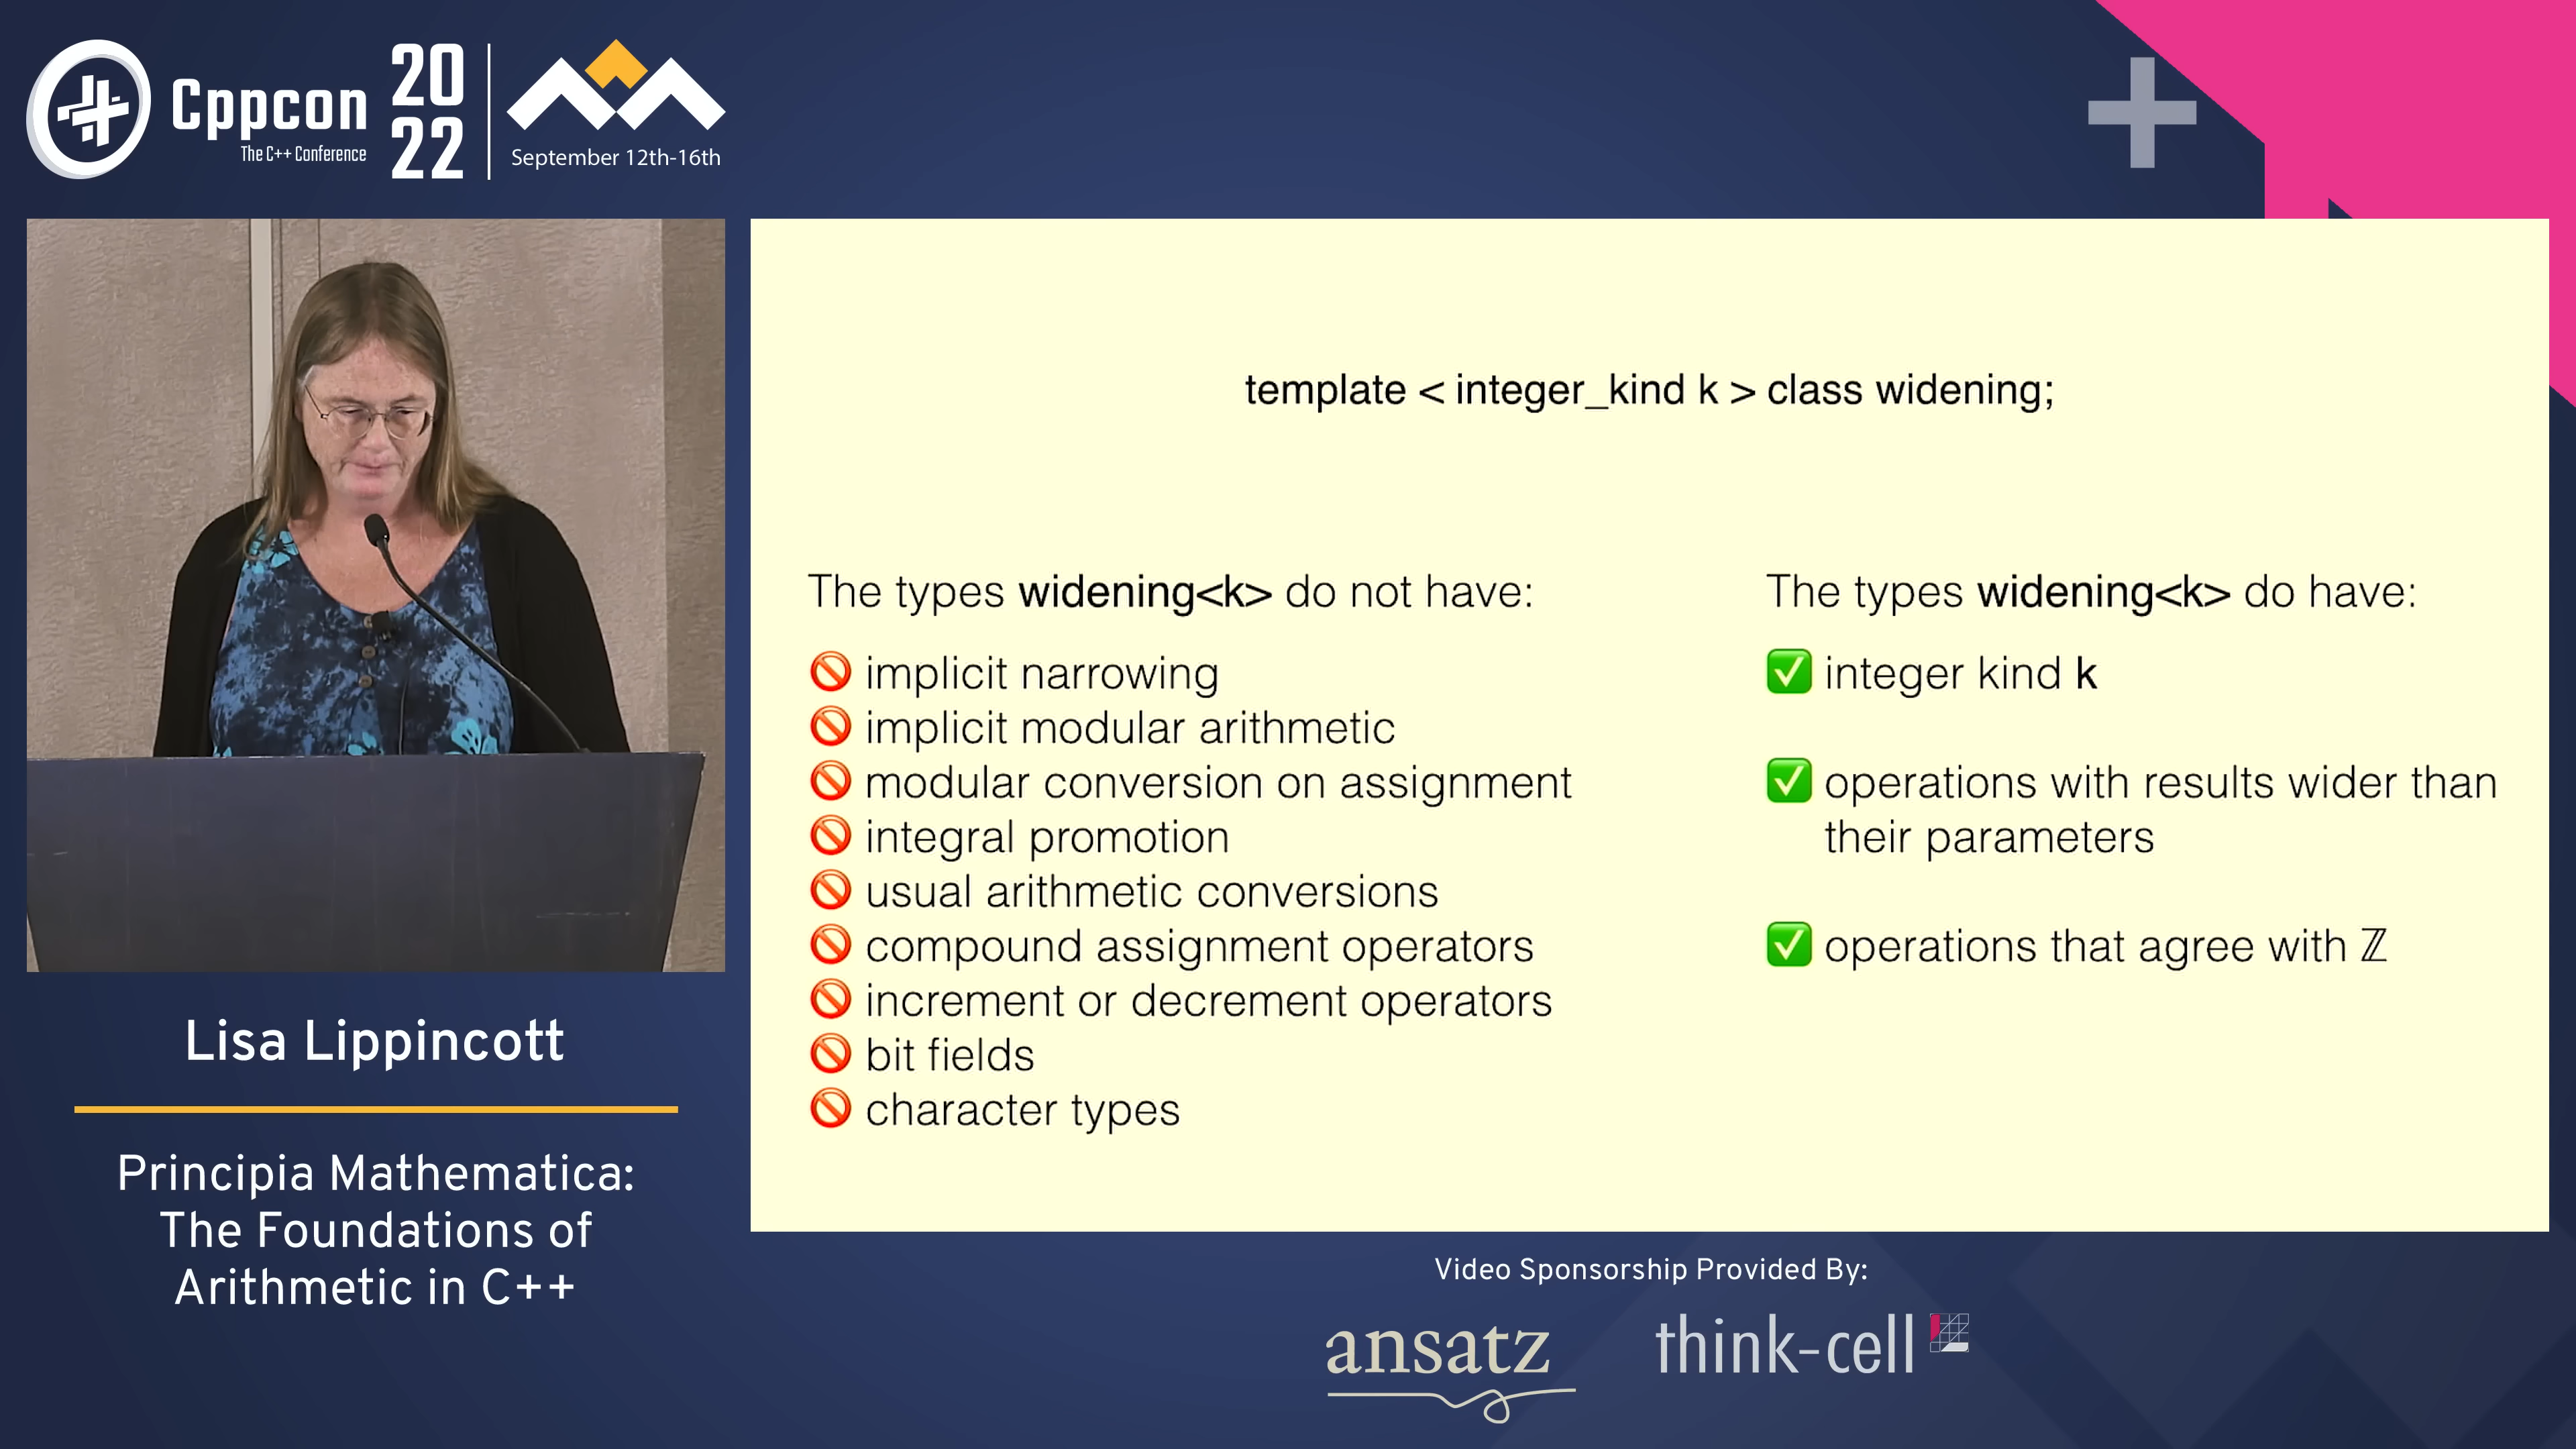 Cppcon
The C++ Conference
20
22
September 12th-16th
template < integer_kind k > class widening;
The types widening<k> do not have:
🚫 implicit narrowing
🚫 implicit modular arithmetic
🚫 modular conversion on assignment
🚫 integral promotion
🚫 usual arithmetic conversions
🚫 compound assignment operators
🚫 increment or decrement operators
🚫 bit fields
🚫 character types
The types widening<k> do have:
✅ integer kind k
✅ operations with results wider than
their parameters
✅ operations that agree with ℤ
Lisa Lippincott
Principia Mathematica:
The Foundations of
Arithmetic in C++
Video Sponsorship Provided By:
ansatz
think-cell